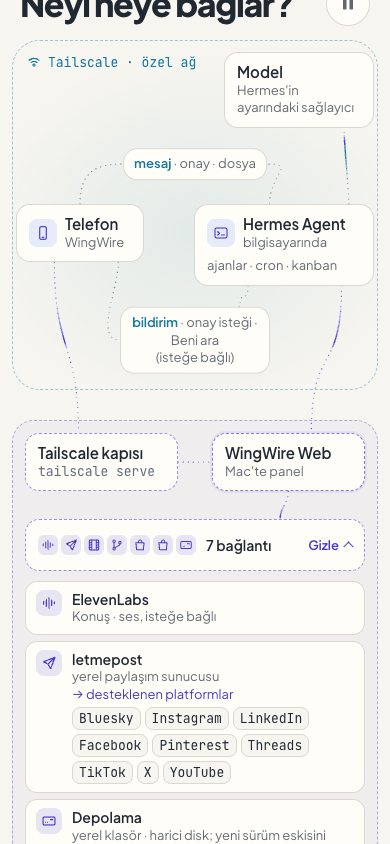 Neyi neye bağlar?
Tailscale · özel ağ
Model
Hermes'in
ayarındaki sağlayıcı
mesaj · onay · dosya
Telefon
WingWire
Hermes Agent
bilgisayarında
ajanlar · cron · kanban
bildirim · onay isteği ·
Beni ara
(isteğe bağlı)
Tailscale kapısı
tailscale serve
WingWire Web
Mac'te panel
7 bağlantı
Gizle
ElevenLabs
Konuş · ses, isteğe bağlı
letmepost
yerel paylaşım sunucusu
→ desteklenen platformlar
Bluesky Instagram LinkedIn
Facebook Pinterest Threads
TikTok X YouTube
Depolama
yerel klasör · harici disk; yeni sürüm eskisini